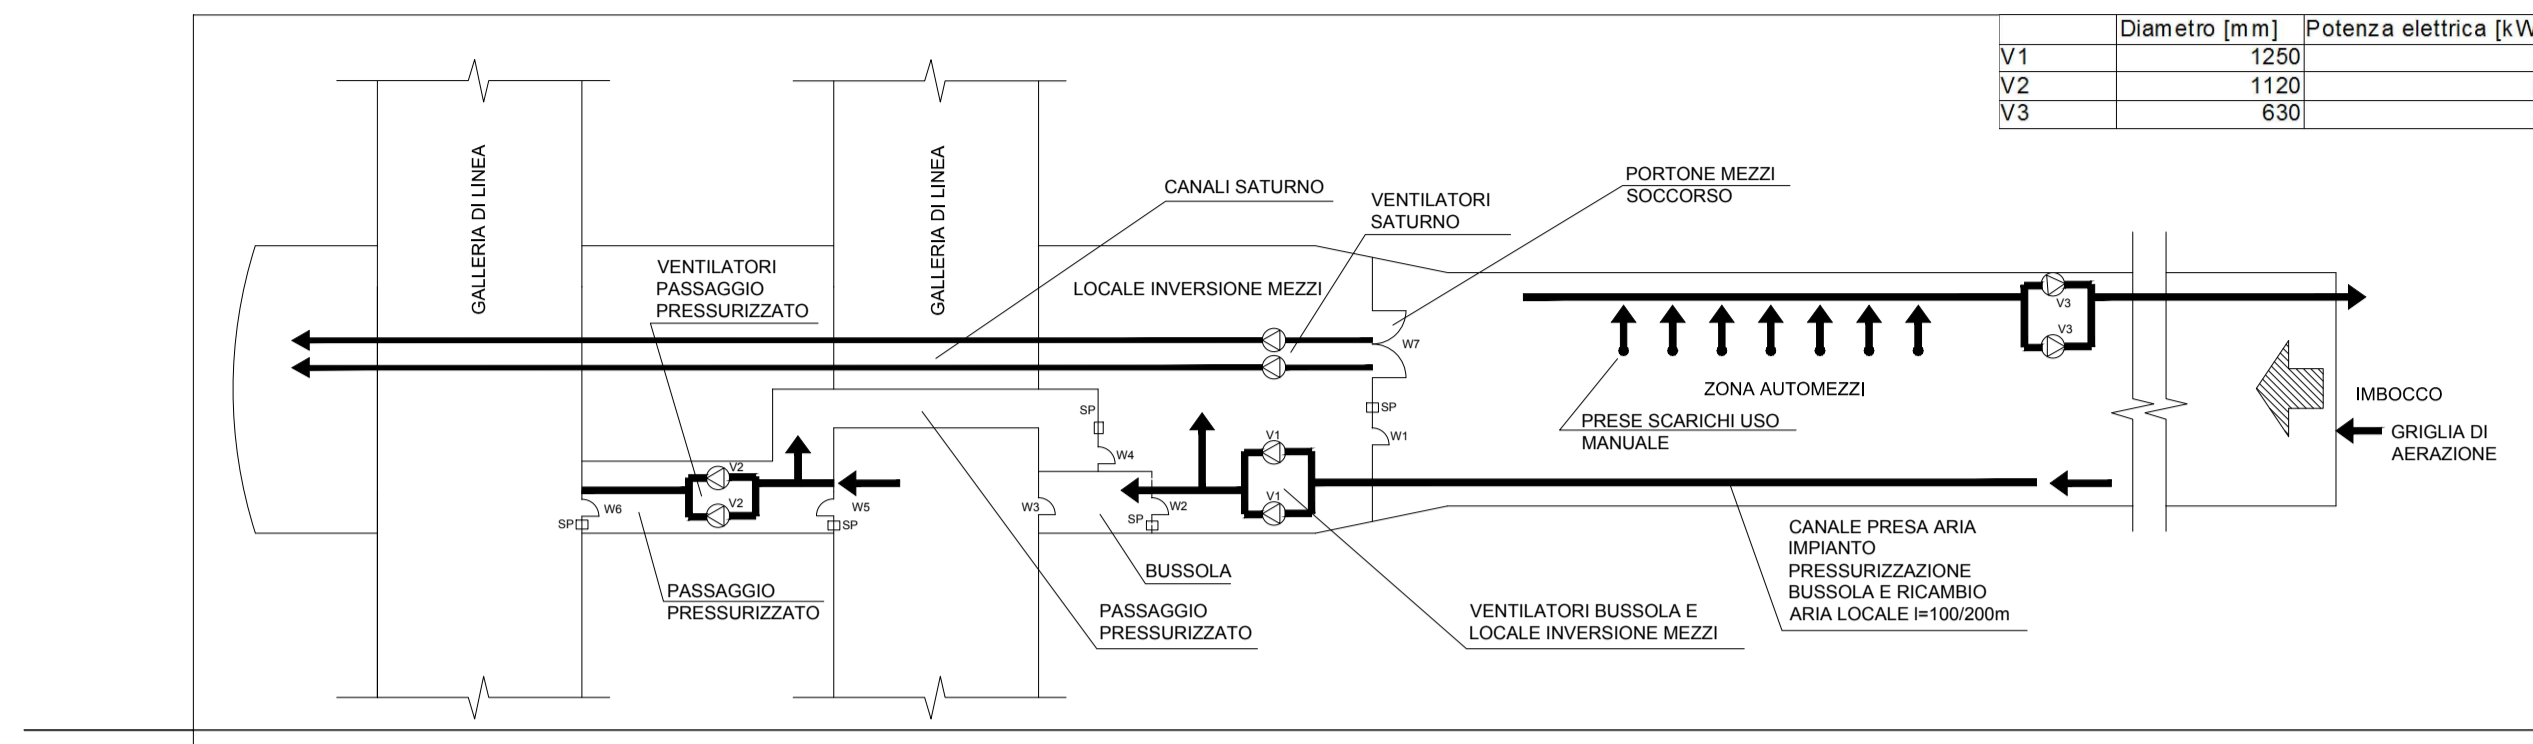 Diametro [mm] Potenza elettrica [kW
V1 1250
V2 1120
V3 630
GALLERIA DI LINEA
GALLERIA DI LINEA
CANALI SATURNO
VENTILATORI
SATURNO
PORTONE MEZZI
SOCCORSO
VENTILATORI
PASSAGGIO
PRESSURIZZATO
LOCALE INVERSIONE MEZZI
V3
V3
W7
ZONA AUTOMEZZI
IMBOCCO
GRIGLIA DI
AERAZIONE
PRESE SCARICHI USO
MANUALE
SP
SP
W1
V1
W4
V2
V2
V1
W6
SP
W5
SP
W3
W2
SP
BUSSOLA
PASSAGGIO
PRESSURIZZATO
PASSAGGIO
PRESSURIZZATO
VENTILATORI BUSSOLA E
LOCALE INVERSIONE MEZZI
CANALE PRESA ARIA
IMPIANTO
PRESSURIZZAZIONE
BUSSOLA E RICAMBIO
ARIA LOCALE l=100/200m